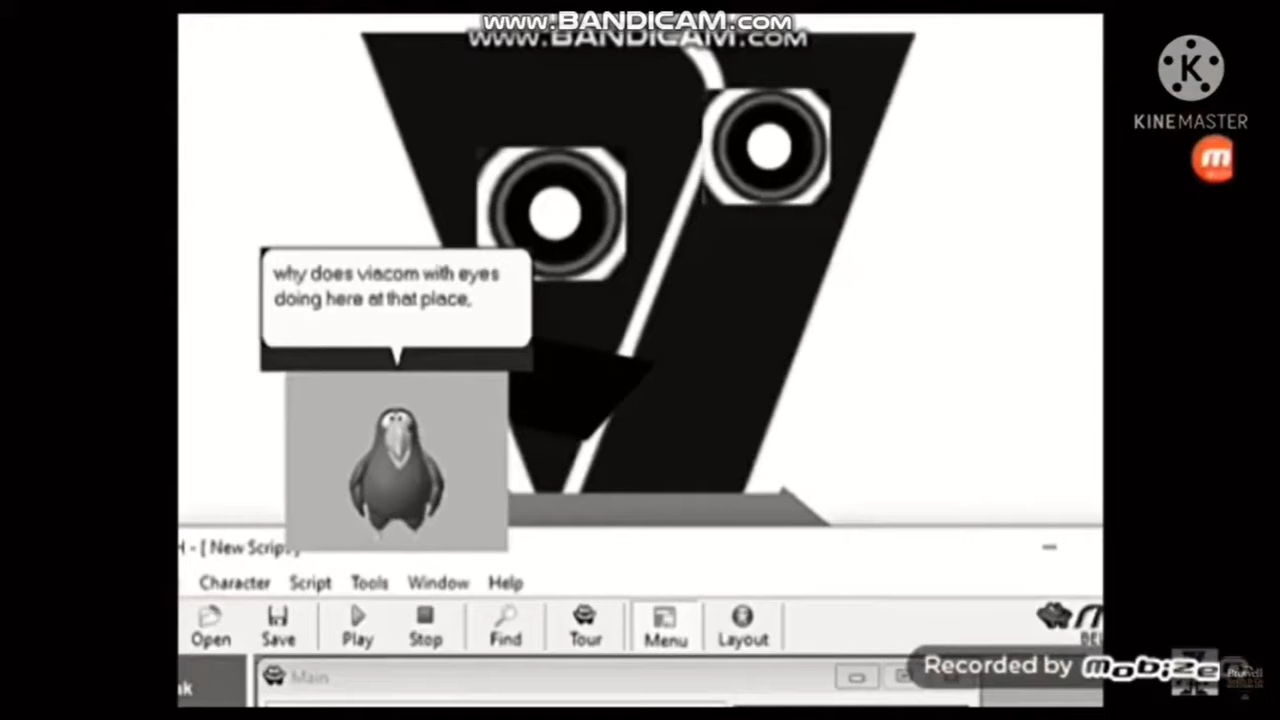 www.BANDICAM.com
www.BANDICAM.com
KINEMASTER
why does viacom with eyes
doing here at that place,
[ New Script
Character Script Tools Window Help
Open Save Play Stop Find Tour Menu Layout
Main
Recorded by mobizen